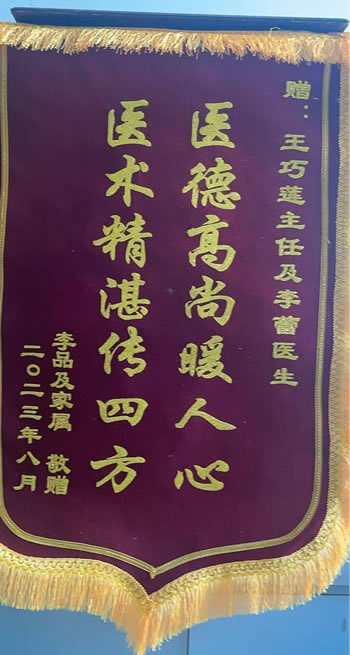 赠：王巧莲主任及李蕾医生
医德高尚暖人心
医术精湛传四方
李品及家属 敬赠
二〇二三年八月